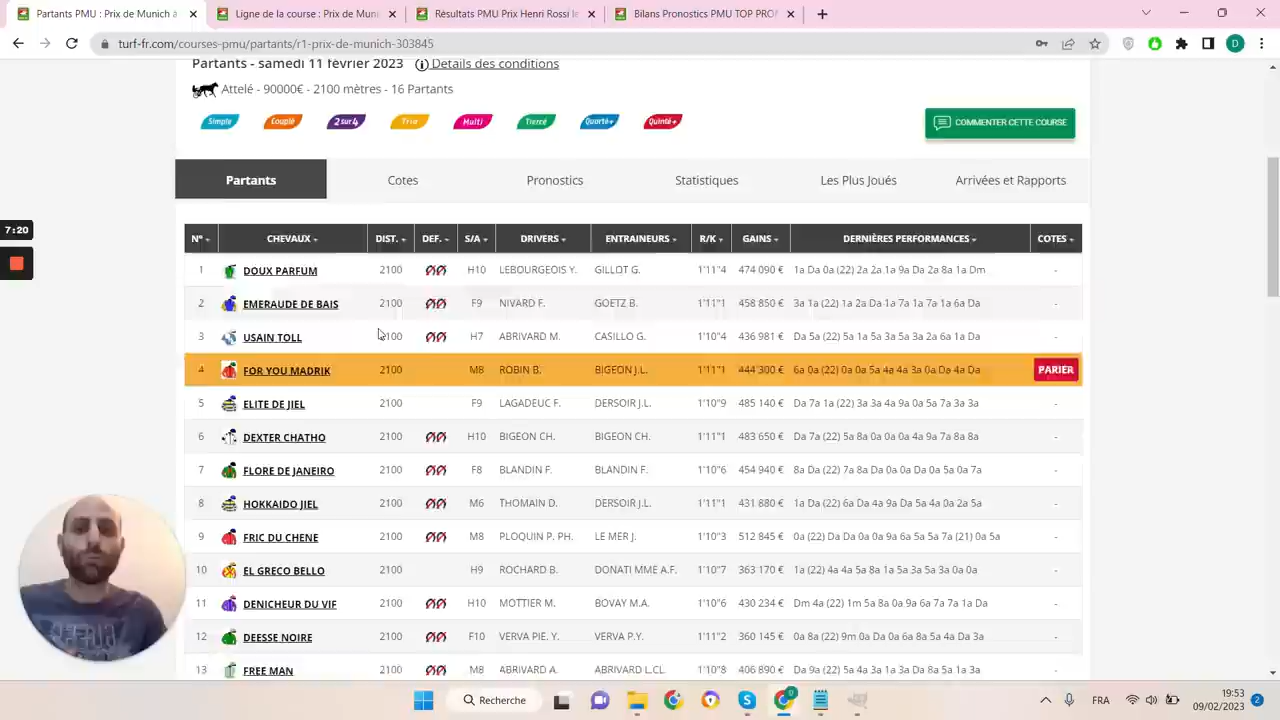 Partants PMU : Prix de Munich à
Ligne de course de
Résultats PMU Prix Henri Rossi le
Bilans Pronostics PMU TOP PRO
turf-fr.com/courses-pmu/partants/r1-prix-de-munich-303845
D
Partants - samedi 11 février 2023 Détails des conditions
Attelé - 90000€ - 2100 mètres - 16 Partants
Simple Couplé 2 sur 4 Trio Multi Tiercé Quarté+ Quinté+
COMMENTER CETTE COURSE
Partants Cotes Pronostics Statistiques Les Plus Joués Arrivées et Rapports
7:20
N° CHEVAUX DIST. DEF. S/A DRIVERS ENTRAINEURS R/K GAINS DERNIÈRES PERFORMANCES COTES
1 DOUX PARFUM 2100 H10 LEBOURGEOIS Y. GILLOT G. 1'11"4 474 090 € 1a Da 0a (22) 2a 2a 1a 9a Da 2a 8a 1a Dm -
2 EMERAUDE DE BAIS 2100 F9 NIVARD F. GOETZ B. 1'11"1 458 850 € 3a 1a (22) 1a 2a Da 1a 7a 1a 7a 1a 6a Da -
3 USAIN TOLL 2100 H7 ABRIVARD M. CASILLO G. 1'10"4 436 981 € Da 5a (22) 5a 1a 5a 3a 5a 3a 2a 6a 1a Da -
4 FOR YOU MADRIK 2100 M8 ROBIN B. BIGEON J.L. 1'11"1 444 300 € 6a 0a (22) 0a 0a 5a 4a 4a 3a 0a Da 4a Da PARIER
5 ELITE DE JIEL 2100 F9 LAGADEUC F. DERSOIR J.L. 1'10"9 485 140 € Da 7a 1a (22) 3a 3a 4a 9a 0a 5a 7a 3a 3a -
6 DEXTER CHATHO 2100 H10 BIGEON CH. BIGEON CH. 1'11"1 483 650 € Da 7a (22) 5a 8a 0a 0a 0a 4a 9a 7a 8a 8a -
7 FLORE DE JANEIRO 2100 F8 BLANDIN F. BLANDIN F. 1'10"6 454 940 € 8a Da (22) 7a 8a Da 0a 0a Da 0a 5a 0a 7a -
8 HOKKAIDO JIEL 2100 M6 THOMAIN D. DERSOIR J.L. 1'11"1 431 880 € 1a Da (22) 6a Da 4a 9a Da 5a 4a 0a 2a 5a -
9 FRIC DU CHENE 2100 M8 PLOQUIN P. PH. LE MER J. 1'10"3 512 845 € 0a (22) Da Da 0a 0a 9a 6a 5a 5a 7a (21) 0a 5a -
10 EL GRECO BELLO 2100 H9 ROCHARD B. DONATI MME A.F. 1'10"7 363 170 € 1a (22) 4a 4a 5a 8a 1a 5a 3a 5a 3a 0a 0a -
11 DENICHEUR DU VIF 2100 H10 MOTTIER M. BOVAY M.A. 1'10"6 430 234 € Dm 4a (22) 1m 5a 8a 0a 9a 6a 7a 7a 1a Da -
12 DEESSE NOIRE 2100 F10 VERVA PIE. Y. VERVA P.Y. 1'11"2 360 145 € 0a 8a (22) 9m 0a Da 0a 6a 8a 3a 4a Da 3a -
13 FREE MAN 2100 M8 ABRIVARD A. ABRIVARD L.CL. 1'10"8 406 890 € Da 9a (22) 5a 4a 3a 1a 3a Da 8a 5a 1a 3a -
Recherche
FRA
19:53
09/02/2023
2